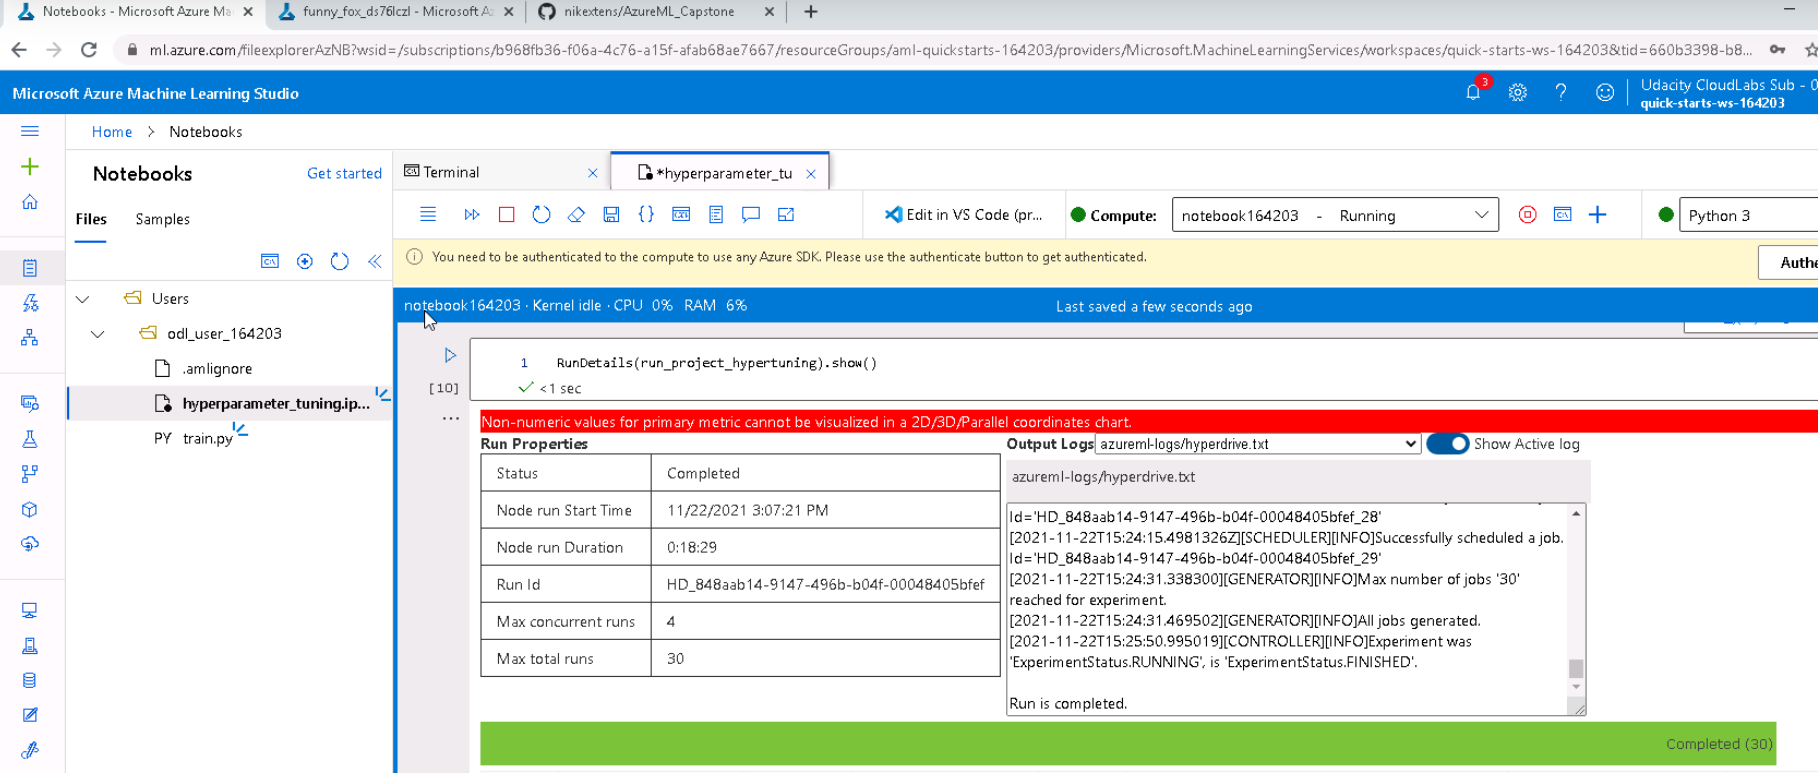 Notebooks - Microsoft Azure Ma
funny_fox_ds76lczl - Microsoft Az
nikextens/AzureML_Capstone
ml.azure.com/fileexplorerAzNB?wsid=/subscriptions/b968fb36-f06a-4c76-a15f-afab68ae7667/resourceGroups/aml-quickstarts-164203/providers/Microsoft.MachineLearningServices/workspaces/quick-starts-ws-164203&tid=660b3398-b8...
Microsoft Azure Machine Learning Studio
3
Udacity CloudLabs Sub - 0
quick-starts-ws-164203
Home > Notebooks
Notebooks
Get started
Files
Samples
Users
odl_user_164203
.amlignore
hyperparameter_tuning.ip...
PY train.py
Terminal
*hyperparameter_tu
Edit in VS Code (pr...
Compute:
notebook164203 - Running
Python 3
You need to be authenticated to the compute to use any Azure SDK. Please use the authenticate button to get authenticated.
Authe
notebook164203 · Kernel idle · CPU 0% RAM 6%
Last saved a few seconds ago
1 RunDetails(run_project_hypertuning).show()
[10]
<1 sec
Non-numeric values for primary metric cannot be visualized in a 2D/3D/Parallel coordinates chart.
Run Properties
Status Completed
Node run Start Time 11/22/2021 3:07:21 PM
Node run Duration 0:18:29
Run Id HD_848aab14-9147-496b-b04f-00048405bfef
Max concurrent runs 4
Max total runs 30
Output Logs azureml-logs/hyperdrive.txt Show Active log
azureml-logs/hyperdrive.txt
Id='HD_848aab14-9147-496b-b04f-00048405bfef_28'
[2021-11-22T15:24:15.4981326Z][SCHEDULER][INFO]Successfully scheduled a job.
Id='HD_848aab14-9147-496b-b04f-00048405bfef_29'
[2021-11-22T15:24:31.338300][GENERATOR][INFO]Max number of jobs '30'
reached for experiment.
[2021-11-22T15:24:31.469502][GENERATOR][INFO]All jobs generated.
[2021-11-22T15:25:50.995019][CONTROLLER][INFO]Experiment was
'ExperimentStatus.RUNNING', is 'ExperimentStatus.FINISHED'.
Run is completed.
Completed (30)